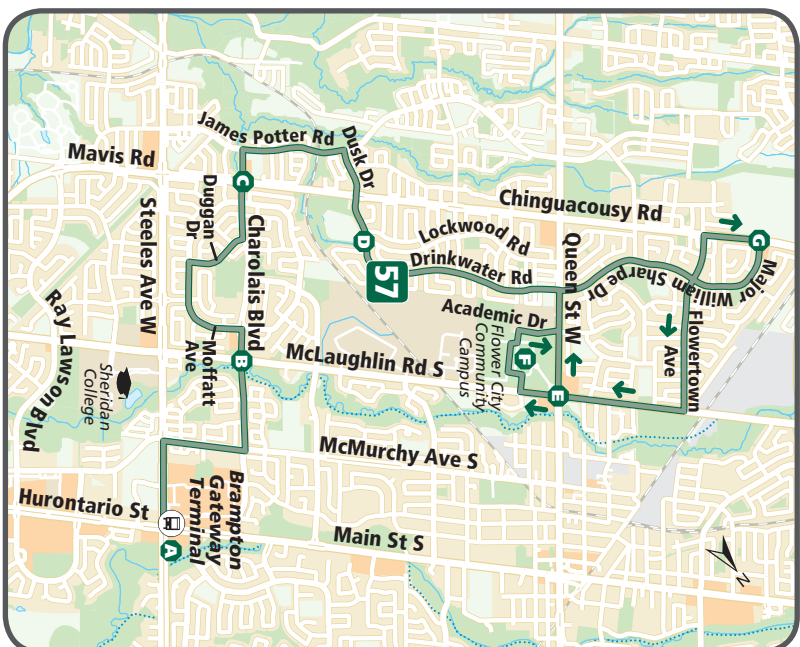 James Potter Rd
Dusk Dr
Mavis Rd
C
Duggan
Dr
Chinguacousy Rd
G
Steeles Ave W
Charolais Blvd
D
Lockwood Rd
57
Drinkwater Rd
Queen St W
Major William Sharpe Dr
Academic Dr
Flowertown
Ave
Flower City
Community
Campus
F
Ray Lawson Blvd
Moffatt
Ave
B
McLaughlin Rd S
E
Sheridan
College
McMurchy Ave S
Hurontario St
Brampton
Gateway
Terminal
Main St S
A
N